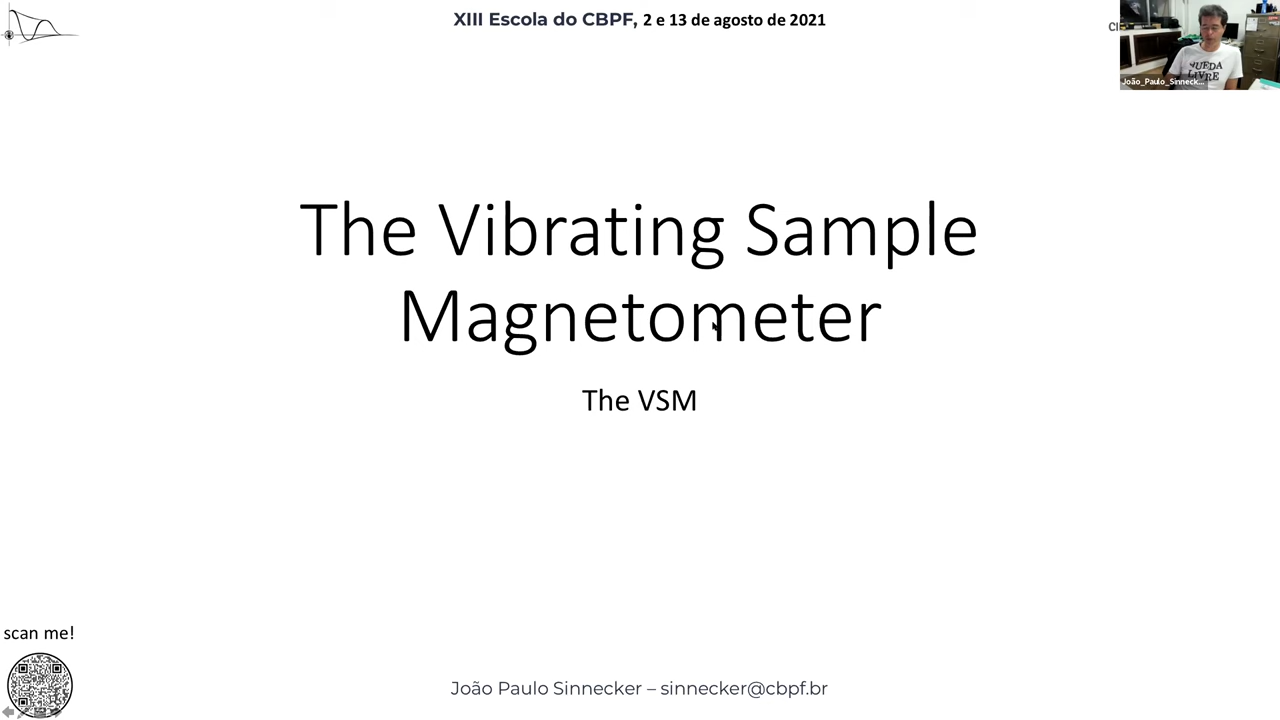 XIII Escola do CBPF, 2 e 13 de agosto de 2021
João_Paulo_Sinneck...
The Vibrating Sample
Magnetometer
The VSM
scan me!
João Paulo Sinnecker – sinnecker@cbpf.br